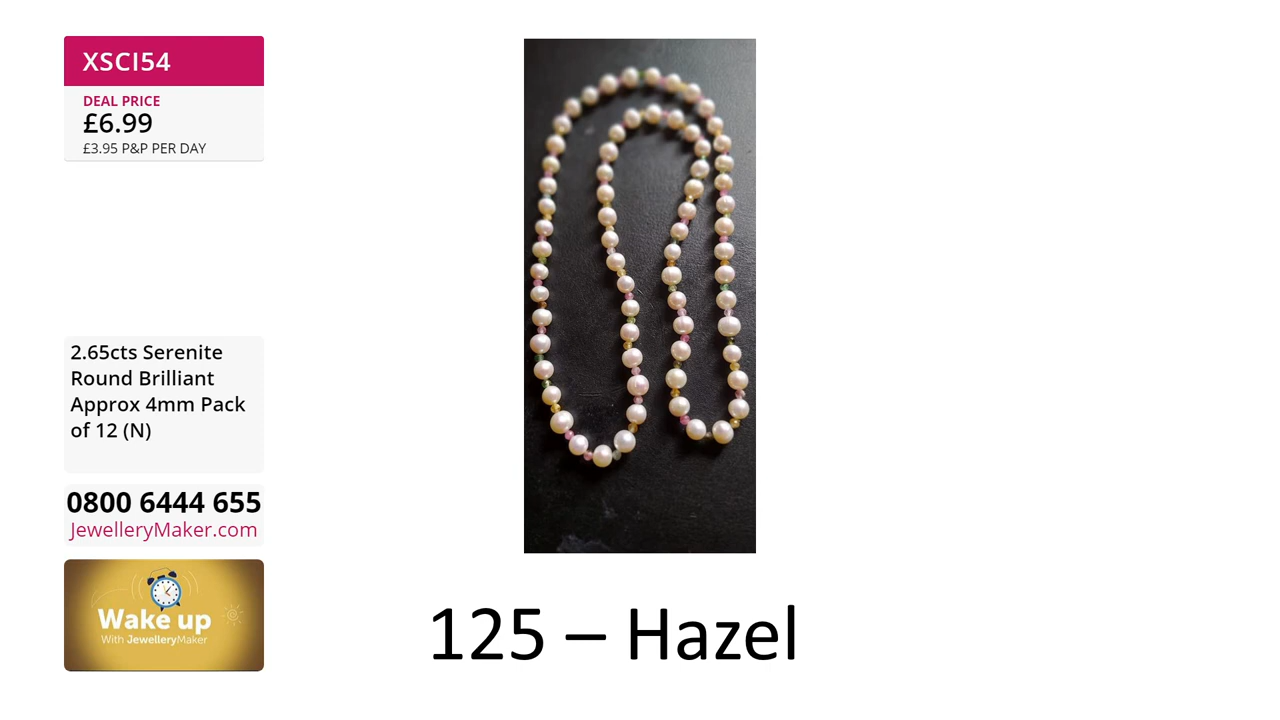 XSCI54
DEAL PRICE
£6.99
£3.95 P&P PER DAY
2.65cts Serenite
Round Brilliant
Approx 4mm Pack
of 12 (N)
0800 6444 655
JewelleryMaker.com
Wake up
With JewelleryMaker
125 – Hazel